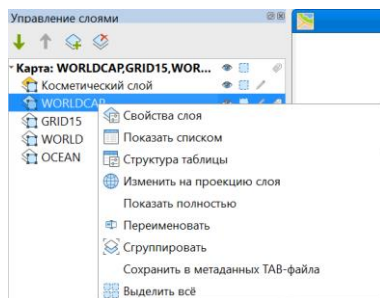 Управление слоями
Карта: WORLDCAP,GRID15,WOR...
Косметический слой
WORLDCAP
GRID15
WORLD
OCEAN
Свойства слоя
Показать списком
Структура таблицы
Изменить на проекцию слоя
Показать полностью
Переименовать
Сгруппировать
Сохранить в метаданных TAB-файла
Выделить всё